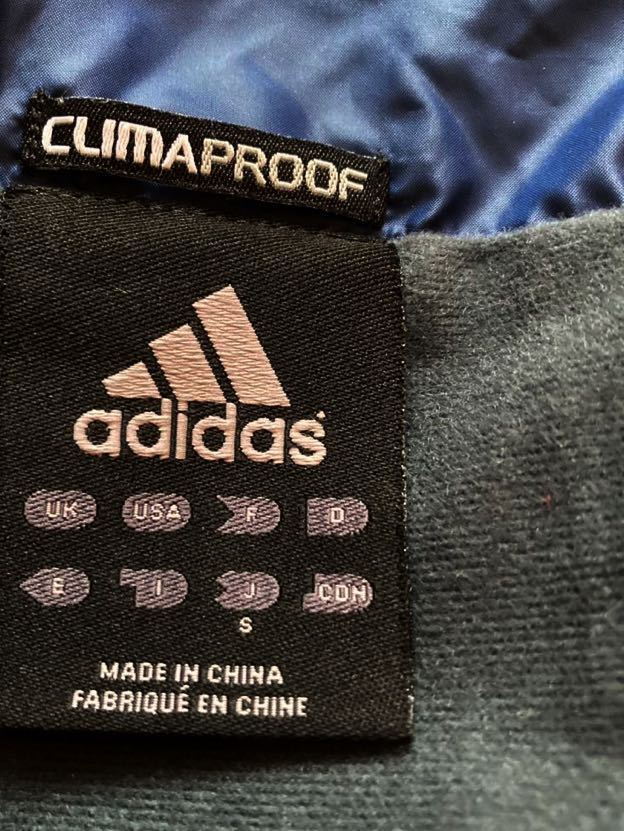 CLIMAPROOF
adidas
UK USA F D
E I J CDN
S
MADE IN CHINA
FABRIQUÉ EN CHINE